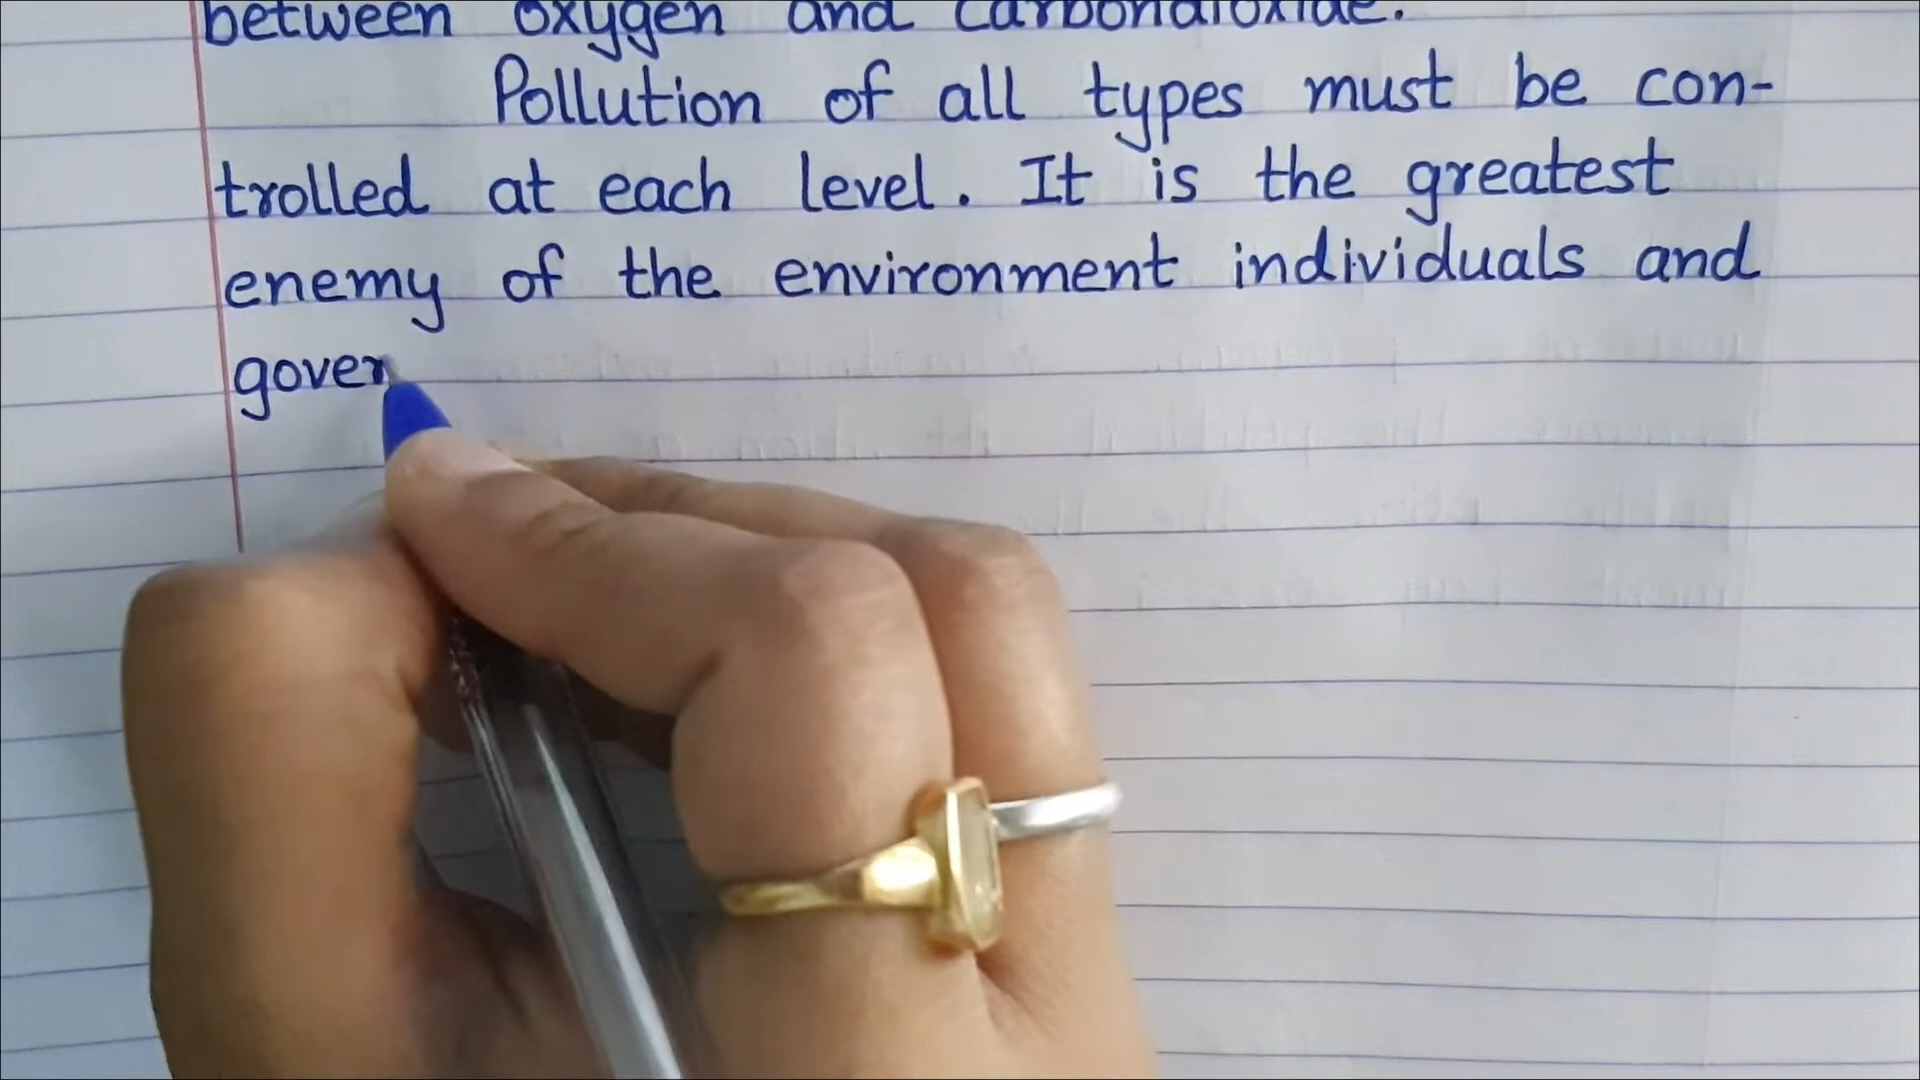 between oxygen and carbondioxide.
Pollution of all types must be con-
trolled at each level. It is the greatest
enemy of the environment individuals and
gover